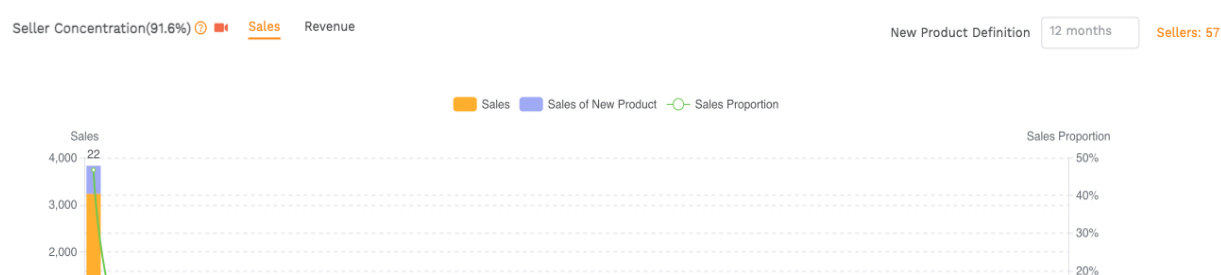 Seller Concentration(91.6%) Sales Revenue
New Product Definition 12 months Sellers: 57
Sales Sales of New Product Sales Proportion
Sales Sales Proportion
4,000 22 50%
40%
3,000
30%
2,000
20%